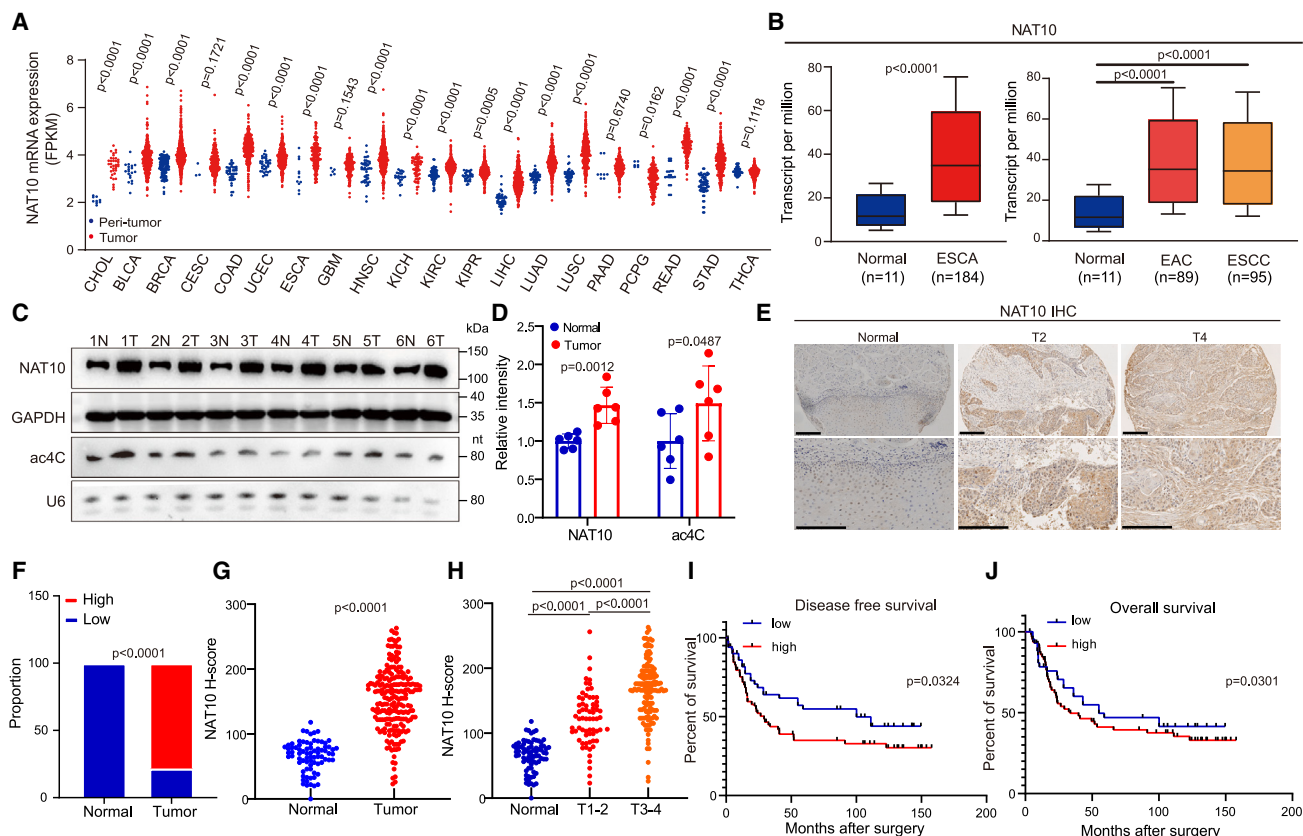 A
NAT10 mRNA expression
(FPKM)
8
6
4
2
0
p<0.0001
p<0.0001
p<0.0001
p=0.1721
p<0.0001
p<0.0001
p<0.0001
p=0.1543
p<0.0001
p<0.0001
p<0.0001
p=0.0005
p<0.0001
p<0.0001
p<0.0001
p=0.6740
p=0.0162
p<0.0001
p<0.0001
p=0.1118
Peri-tumor
Tumor
CHOL
BLCA
BRCA
CESC
COAD
UCEC
ESCA
GBM
HNSC
KICH
KIRC
KIPR
LIHC
LUAD
LUSC
PAAD
PCPG
READ
STAD
THCA
B
NAT10
Transcript per million
80
60
40
20
0
p<0.0001
Normal
(n=11)
ESCA
(n=184)
Transcript per million
100
80
60
40
20
0
p<0.0001
p<0.0001
Normal
(n=11)
EAC
(n=89)
ESCC
(n=95)
C
1N 1T 2N 2T 3N 3T 4N 4T 5N 5T 6N 6T
kDa
NAT10
150
100
GAPDH
40
35
nt
ac4C
80
U6
80
D
Normal
Tumor
Relative intensity
2.5
2.0
1.5
1.0
0.5
0.0
p=0.0012
p=0.0487
NAT10 ac4C
E
NAT10 IHC
Normal T2 T4
F
High
Low
Proportion
150
100
50
0
p<0.0001
Normal Tumor
G
NAT10 H-score
300
200
100
0
p<0.0001
Normal Tumor
H
NAT10 H-score
300
200
100
0
p<0.0001
p<0.0001 p<0.0001
Normal T1-2 T3-4
I
Disease free survival
low
high
p=0.0324
Percent of survival
100
50
0
0 50 100 150 200
Months after surgery
J
Overall survival
low
high
p=0.0301
Percent of survival
100
50
0
0 50 100 150 200
Months after surgery